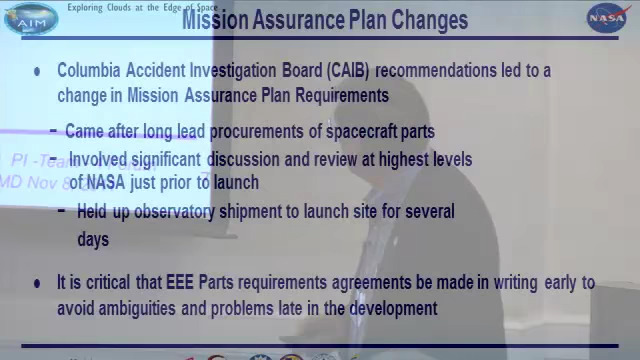 Exploring Clouds at the Edge of Space
AIM
Mission Assurance Plan Changes
NASA
• Columbia Accident Investigation Board (CAIB) recommendations led to a
change in Mission Assurance Plan Requirements
- Came after long lead procurements of spacecraft parts
- Involved significant discussion and review at highest levels
of NASA just prior to launch
- Held up observatory shipment to launch site for several
days
• It is critical that EEE Parts requirements agreements be made in writing early to
avoid ambiguities and problems late in the development
PI -Team
MD Nov 8